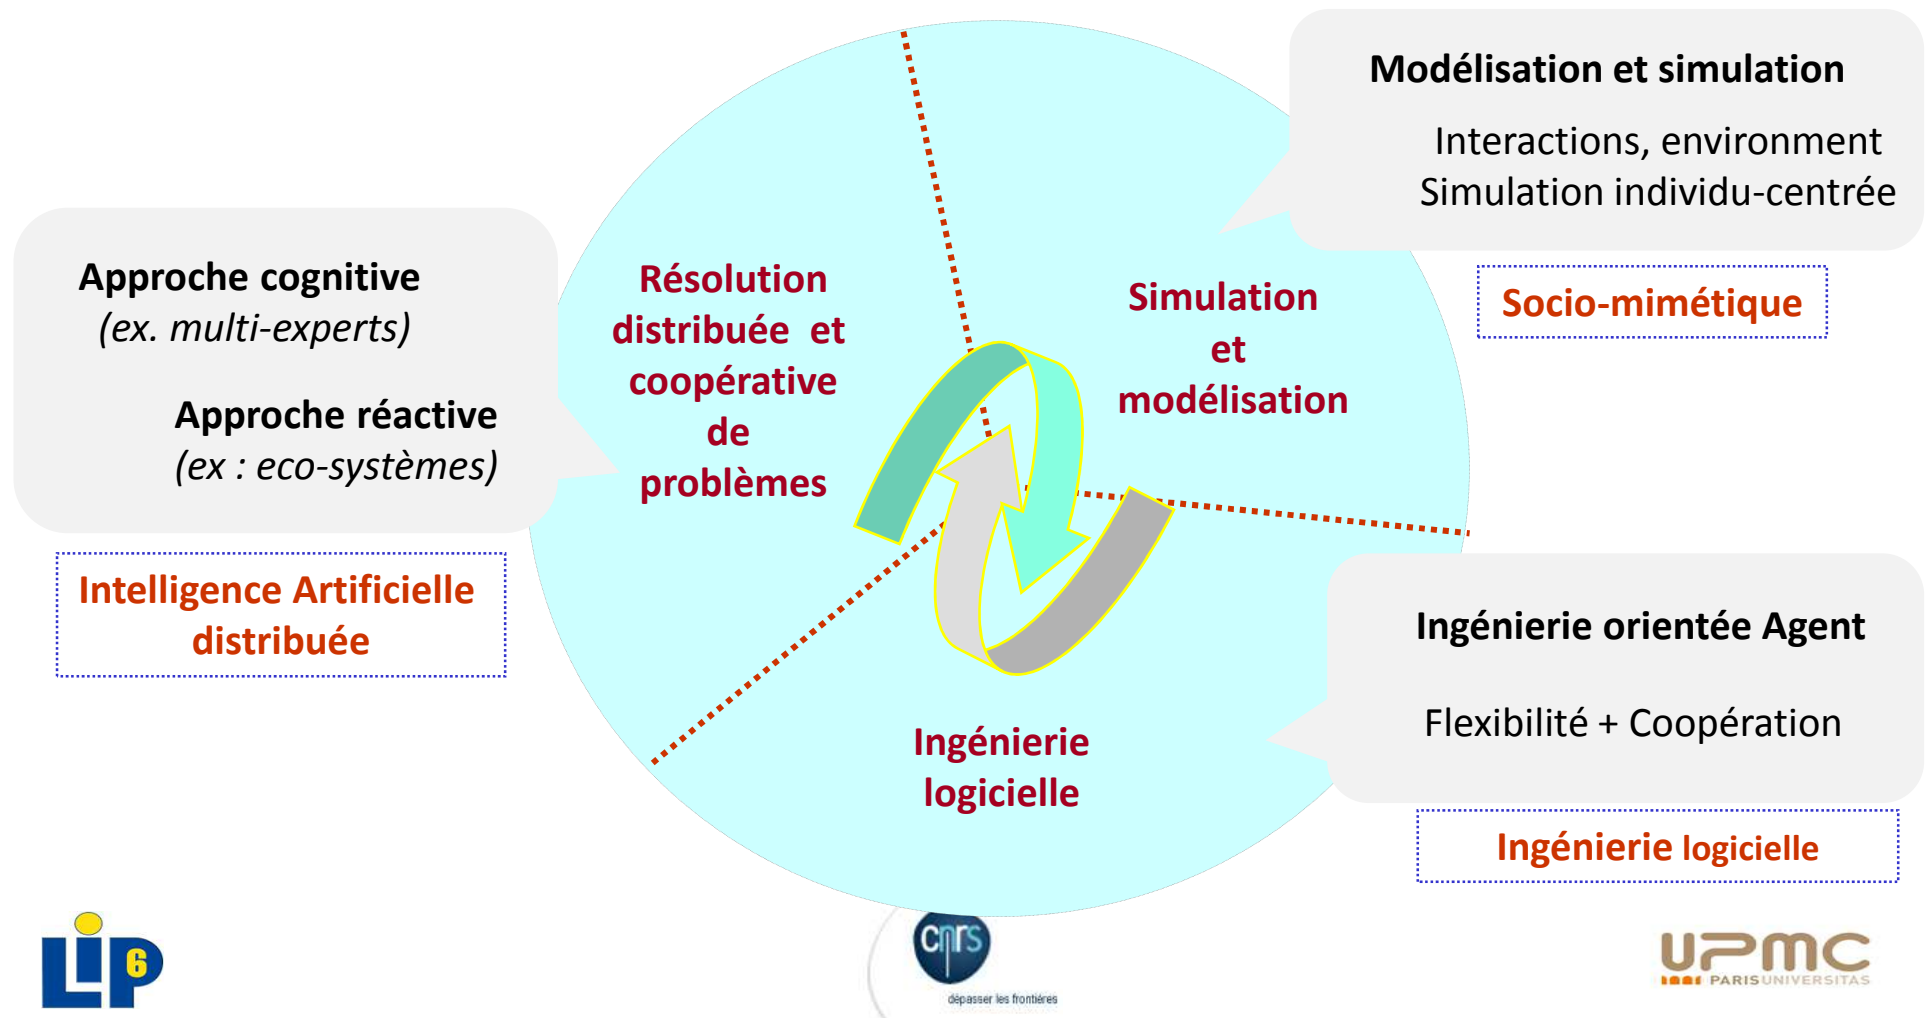 Modélisation et simulation
Interactions, environment
Simulation individu-centrée
Socio-mimétique
Approche cognitive
(ex. multi-experts)
Approche réactive
(ex : eco-systèmes)
Intelligence Artificielle
distribuée
Résolution
distribuée et
coopérative
de
problèmes
Simulation
et
modélisation
Ingénierie
logicielle
Ingénierie orientée Agent
Flexibilité + Coopération
Ingénierie logicielle
LIP6
cnrs
dépasser les frontières
UPMC
PARISUNIVERSITAS